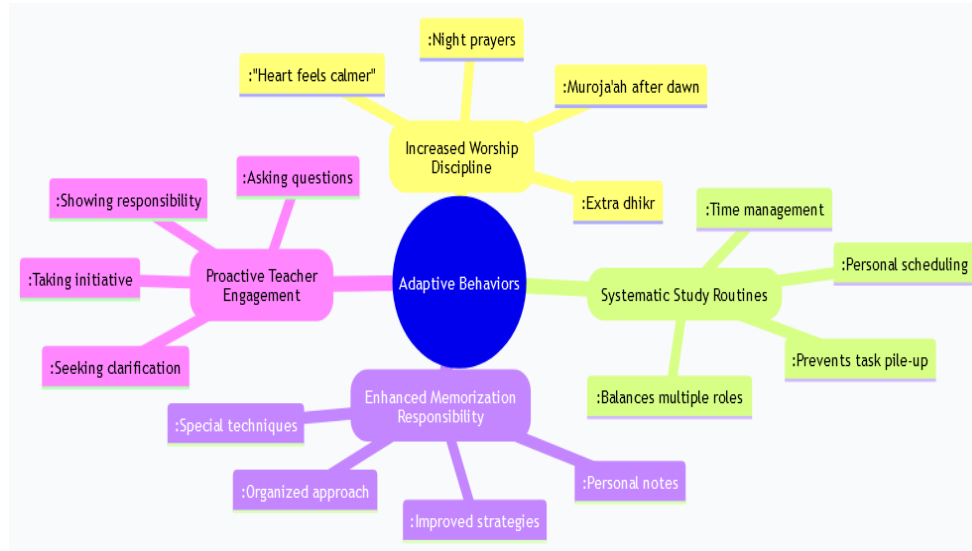 Adaptive Behaviors
Increased Worship
Discipline
:"Heart feels calmer"
:Night prayers
:Muroja'ah after dawn
:Extra dhikr
Systematic Study Routines
:Time management
:Personal scheduling
:Prevents task pile-up
:Balances multiple roles
Enhanced Memorization
Responsibility
:Personal notes
:Improved strategies
:Organized approach
:Special techniques
Proactive Teacher
Engagement
:Seeking clarification
:Taking initiative
:Showing responsibility
:Asking questions